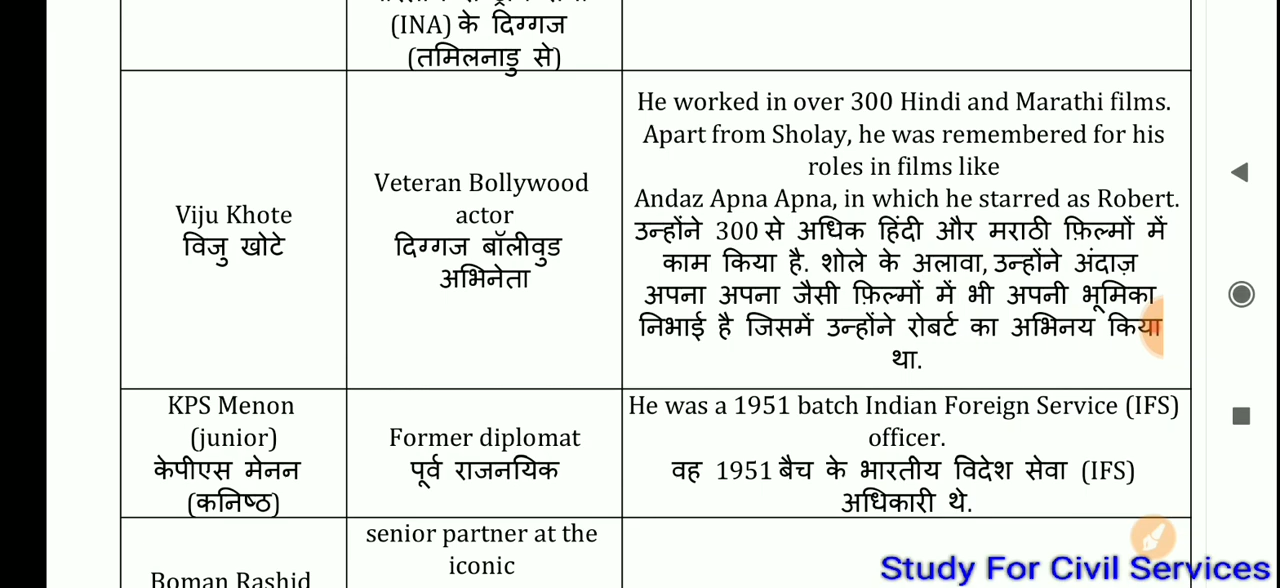 (INA) के दिग्गज
(तमिलनाडु से)
Viju Khote
विजु खोटे
Veteran Bollywood
actor
दिग्गज बॉलीवुड
अभिनेता
He worked in over 300 Hindi and Marathi films.
Apart from Sholay, he was remembered for his
roles in films like
Andaz Apna Apna, in which he starred as Robert.
उन्होंने 300 से अधिक हिंदी और मराठी फ़िल्मों में
काम किया है. शोले के अलावा, उन्होंने अंदाज़
अपना अपना जैसी फ़िल्मों में भी अपनी भूमिका
निभाई है जिसमें उन्होंने रोबर्ट का अभिनय किया
था.
KPS Menon
(junior)
केपीएस मेनन
(कनिष्ठ)
Former diplomat
पूर्व राजनयिक
He was a 1951 batch Indian Foreign Service (IFS)
officer.
वह 1951 बैच के भारतीय विदेश सेवा (IFS)
अधिकारी थे.
Boman Rashid
senior partner at the
iconic
Study For Civil Services